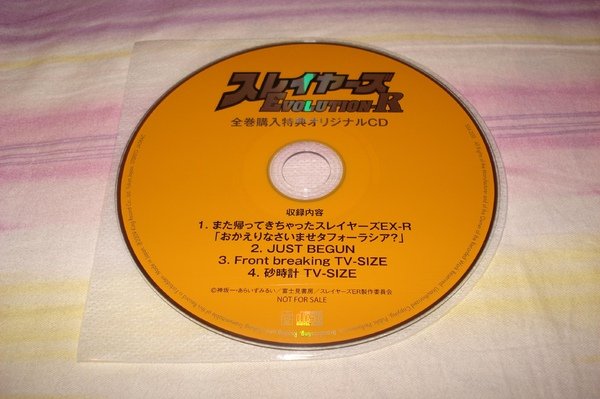 スレイヤーズ
EVOLUTION-R
全巻購入特典オリジナルCD
収録内容
1. また帰ってきちゃったスレイヤーズEX-R
「おかえりなさいませタフォーラシア?」
2. JUST BEGUN
3. Front breaking TV-SIZE
4. 砂時計 TV-SIZE
©神坂一・あらいずみるい/富士見書房/スレイヤーズER製作委員会
NOT FOR SALE